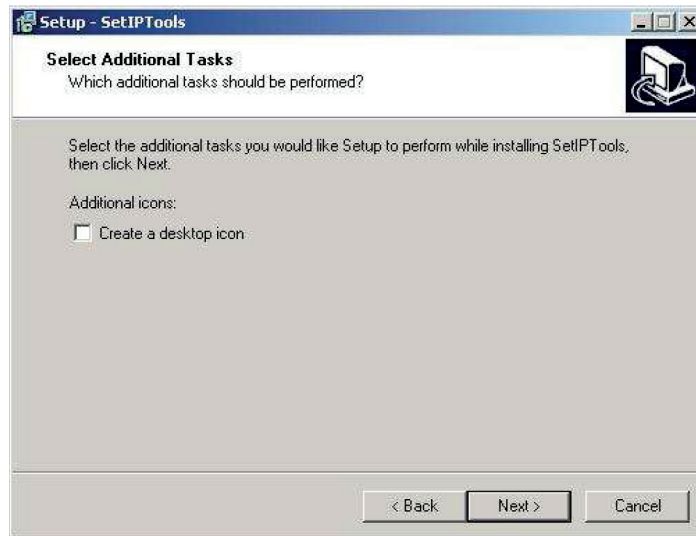 Setup - SetIPTools
Select Additional Tasks
Which additional tasks should be performed?
Select the additional tasks you would like Setup to perform while installing SetIPTools,
then click Next.
Additional icons:
Create a desktop icon
< Back
Next >
Cancel